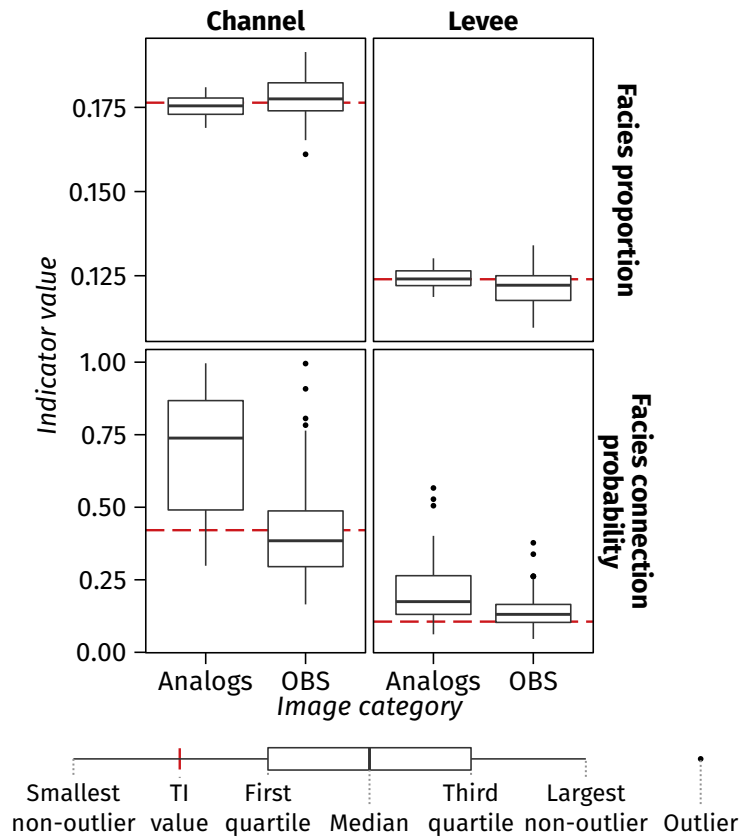 Channel
Levee
Facies proportion
0.175
0.150
0.125
Indicator value
Facies connection
probability
1.00
0.75
0.50
0.25
0.00
Analogs OBS Analogs OBS
Image category
Smallest
non-outlier
TI
value
First
quartile
Median
Third
quartile
Largest
non-outlier
Outlier